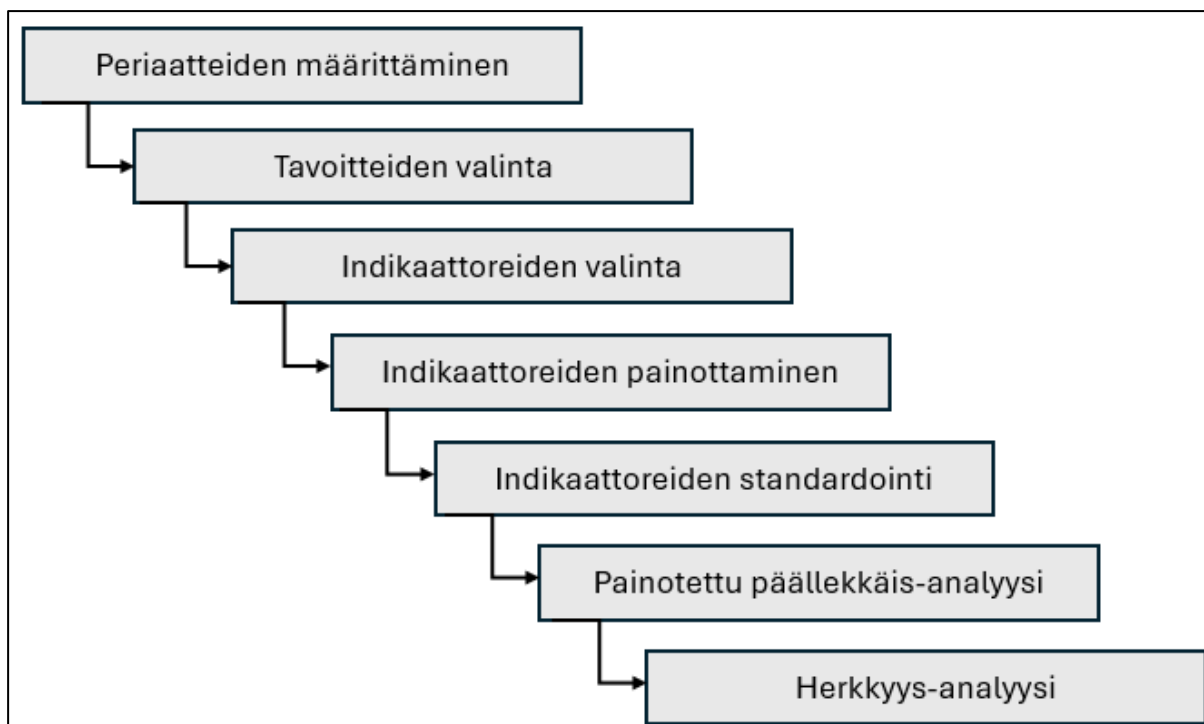 Periaatteiden määrittäminen
Tavoitteiden valinta
Indikaattoreiden valinta
Indikaattoreiden painottaminen
Indikaattoreiden standardointi
Painotettu päällekkäis-analyysi
Herkkyys-analyysi